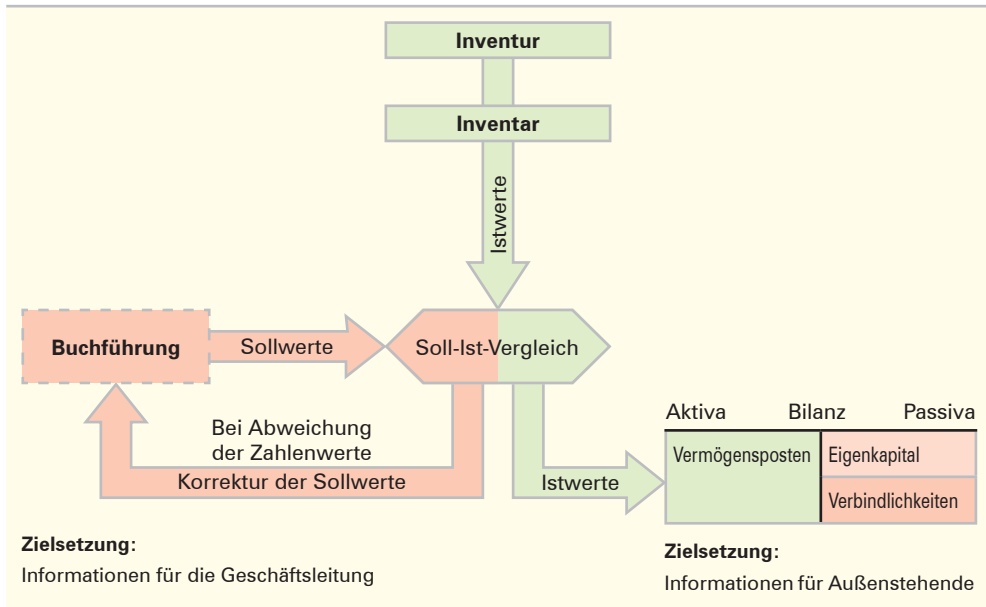 Inventur
Inventar
Istwerte
Buchführung
Sollwerte
Soll-Ist-Vergleich
Bei Abweichung
der Zahlenwerte
Korrektur der Sollwerte
Istwerte
Aktiva Bilanz Passiva
Vermögensposten Eigenkapital
Verbindlichkeiten
Zielsetzung:
Informationen für die Geschäftsleitung
Zielsetzung:
Informationen für Außenstehende